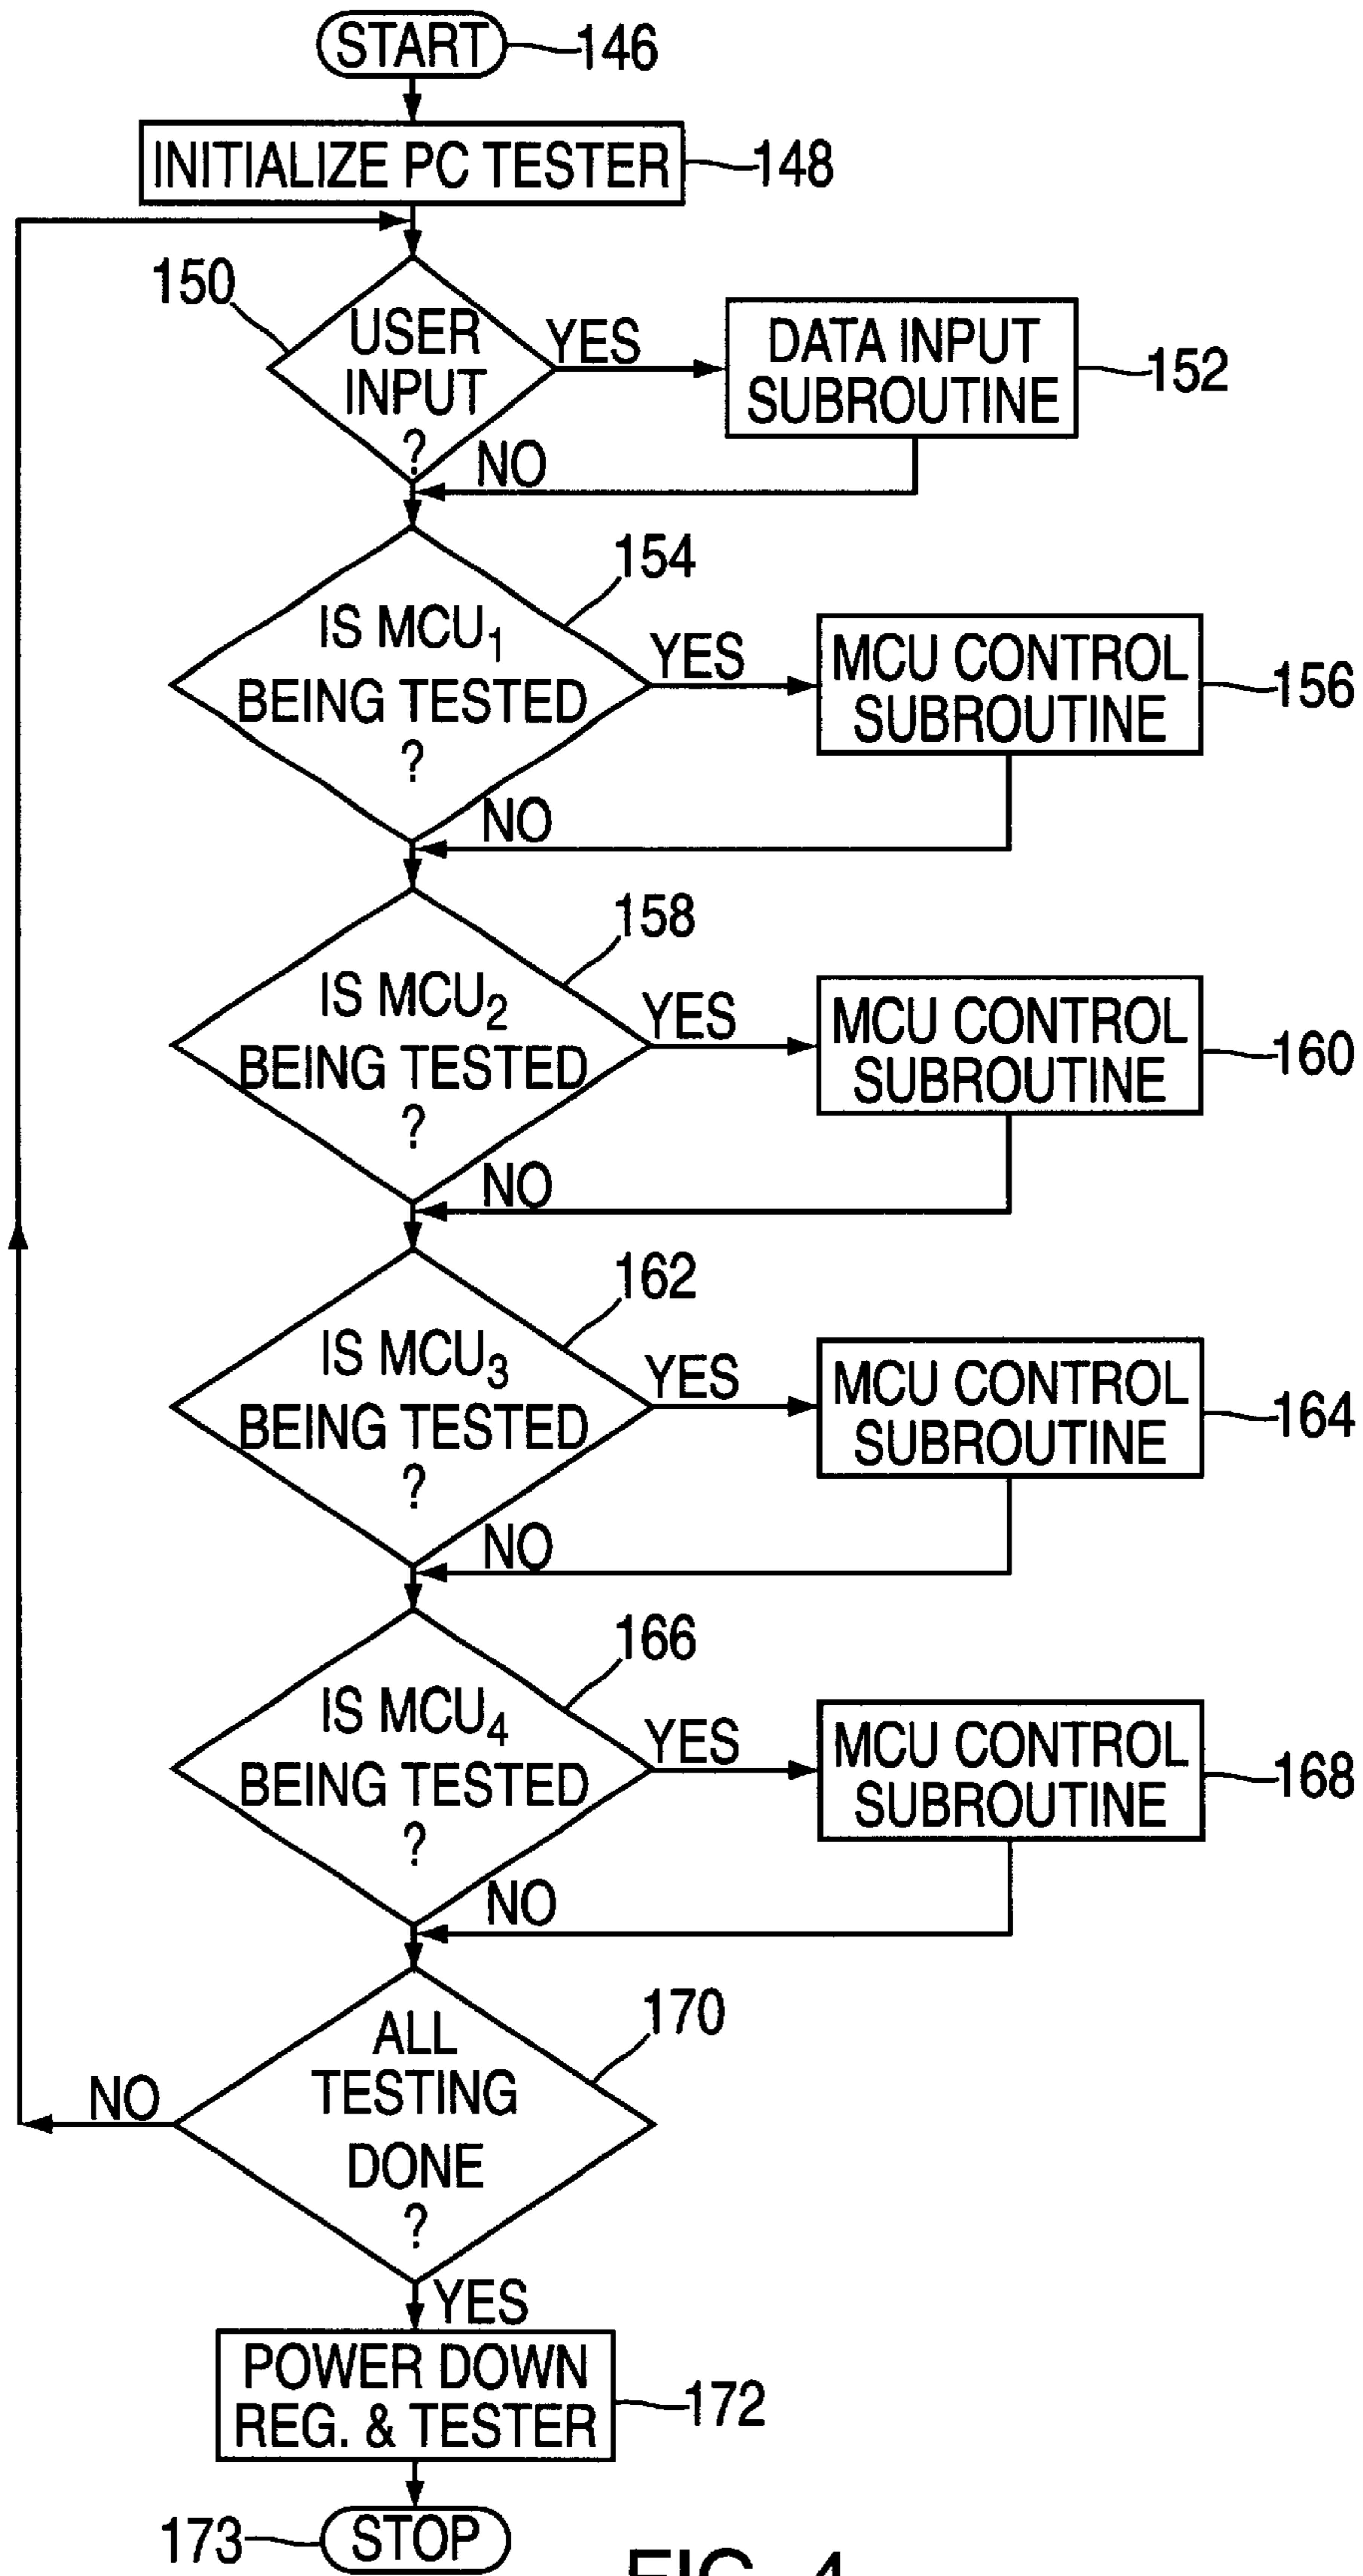 START 146
INITIALIZE PC TESTER 148
150
USER
INPUT
?
YES
DATA INPUT
SUBROUTINE
152
NO
154
IS MCU₁
BEING TESTED
?
YES
MCU CONTROL
SUBROUTINE
156
NO
158
IS MCU₂
BEING TESTED
?
YES
MCU CONTROL
SUBROUTINE
160
NO
162
IS MCU₃
BEING TESTED
?
YES
MCU CONTROL
SUBROUTINE
164
NO
166
IS MCU₄
BEING TESTED
?
YES
MCU CONTROL
SUBROUTINE
168
NO
170
ALL
TESTING
DONE
?
NO
YES
POWER DOWN
REG. & TESTER
172
173 STOP
FIG. 4